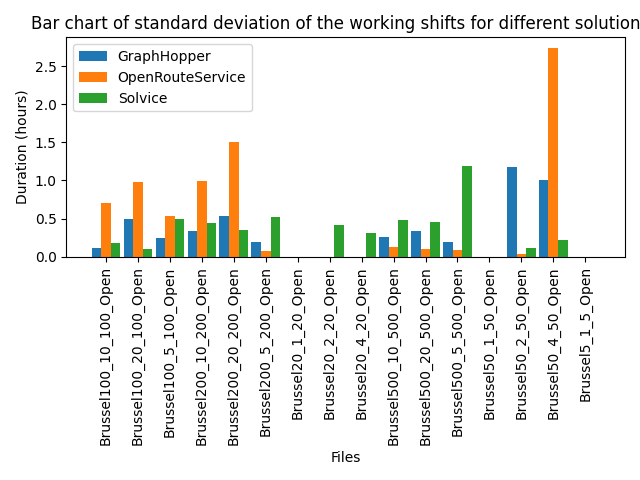 Bar chart of standard deviation of the working shifts for different solution
GraphHopper
OpenRouteService
Solvice
Duration (hours)
2.5
2.0
1.5
1.0
0.5
0.0
Brussel100_10_100_Open
Brussel100_20_100_Open
Brussel100_5_100_Open
Brussel200_10_200_Open
Brussel200_20_200_Open
Brussel200_5_200_Open
Brussel20_1_20_Open
Brussel20_2_20_Open
Brussel20_4_20_Open
Brussel500_10_500_Open
Brussel500_20_500_Open
Brussel500_5_500_Open
Brussel50_1_50_Open
Brussel50_2_50_Open
Brussel50_4_50_Open
Brussel5_1_5_Open
Files